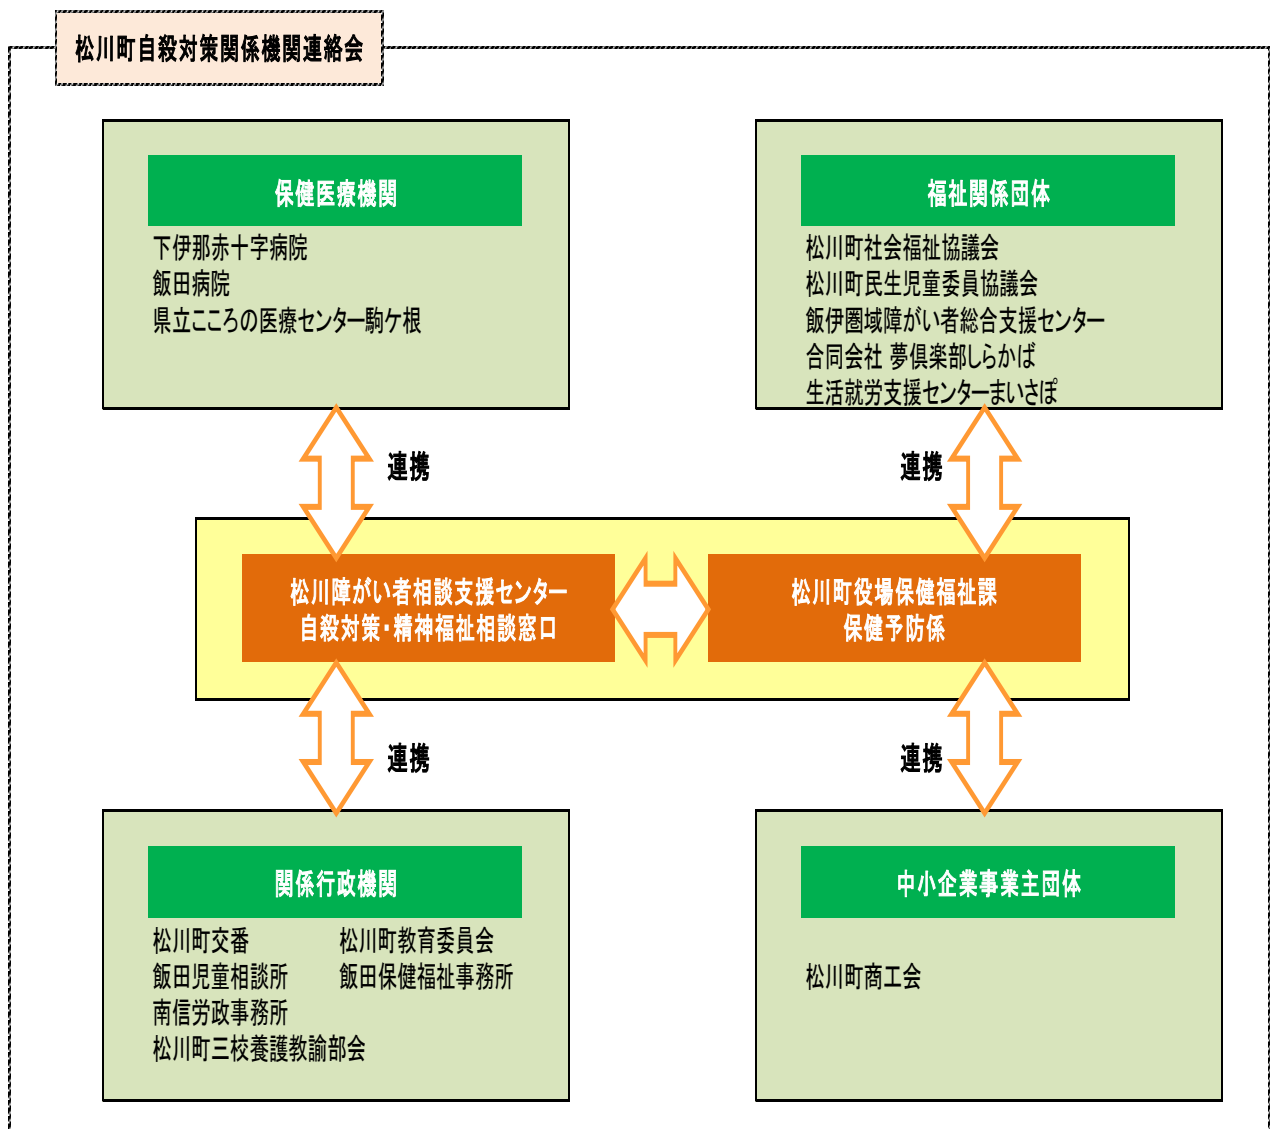 松川町自殺対策関係機関連絡会
保健医療機関
下伊那赤十字病院
飯田病院
県立こころの医療センター駒ケ根
福祉関係団体
松川町社会福祉協議会
松川町民生児童委員協議会
飯伊圏域障がい者総合支援センター
合同会社 夢倶楽部しらかば
生活就労支援センターまいさぽ
連携
連携
松川障がい者相談支援センター
自殺対策・精神福祉相談窓口
松川町役場保健福祉課
保健予防係
連携
連携
関係行政機関
松川町交番 松川町教育委員会
飯田児童相談所 飯田保健福祉事務所
南信労政事務所
松川町三校養護教諭部会
中小企業事業主団体
松川町商工会